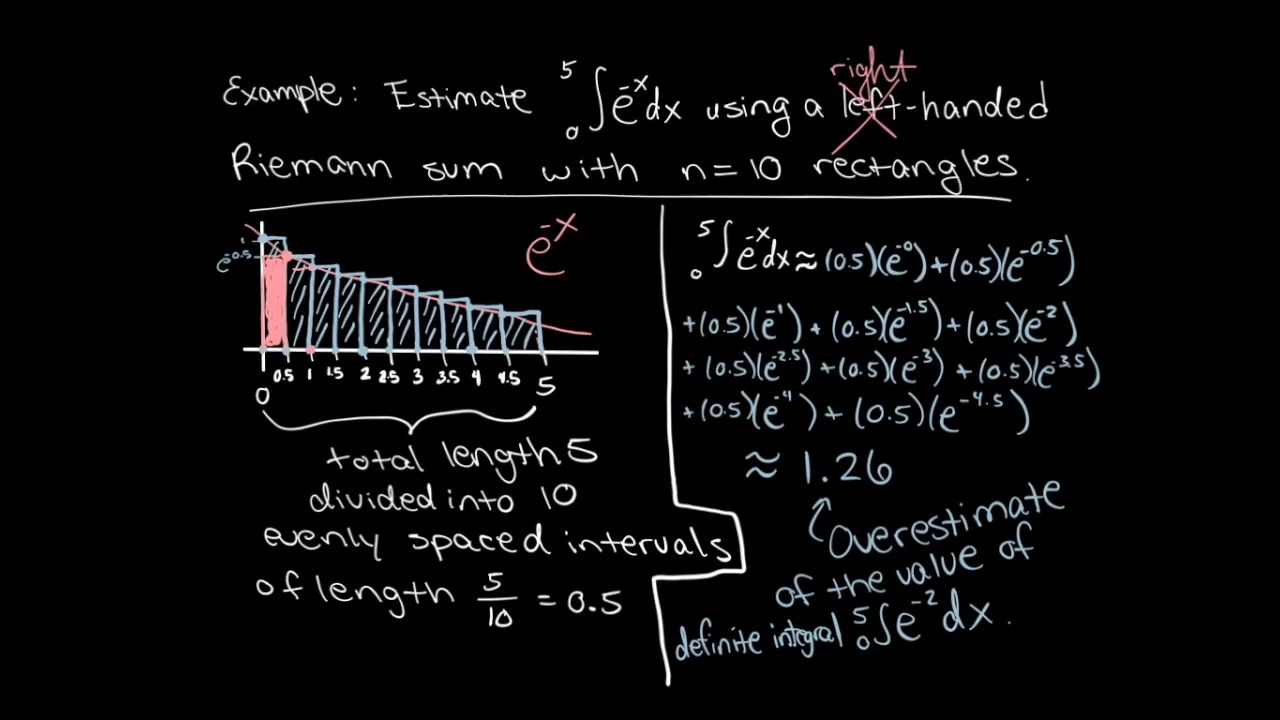 right
Example: Estimate ₀⁵∫e⁻ˣdx using a left-handed
Riemann sum with n=10 rectangles.
e⁻ˣ
1
e⁻⁰·⁵
0 0.5 1 1.5 2 2.5 3 3.5 4 4.5 5
total length 5
divided into 10
evenly spaced intervals
of length 5/10 = 0.5
₀⁵∫e⁻ˣdx ≈ (0.5)(e⁻⁰)+(0.5)(e⁻⁰·⁵)
+(0.5)(e⁻¹)+(0.5)(e⁻¹·⁵)+(0.5)(e⁻²)
+(0.5)(e⁻²·⁵)+(0.5)(e⁻³)+(0.5)(e⁻³·⁵)
+(0.5)(e⁻⁴)+(0.5)(e⁻⁴·⁵)
≈ 1.26
Overestimate
of the value of
definite integral ₀⁵∫e⁻²dx.